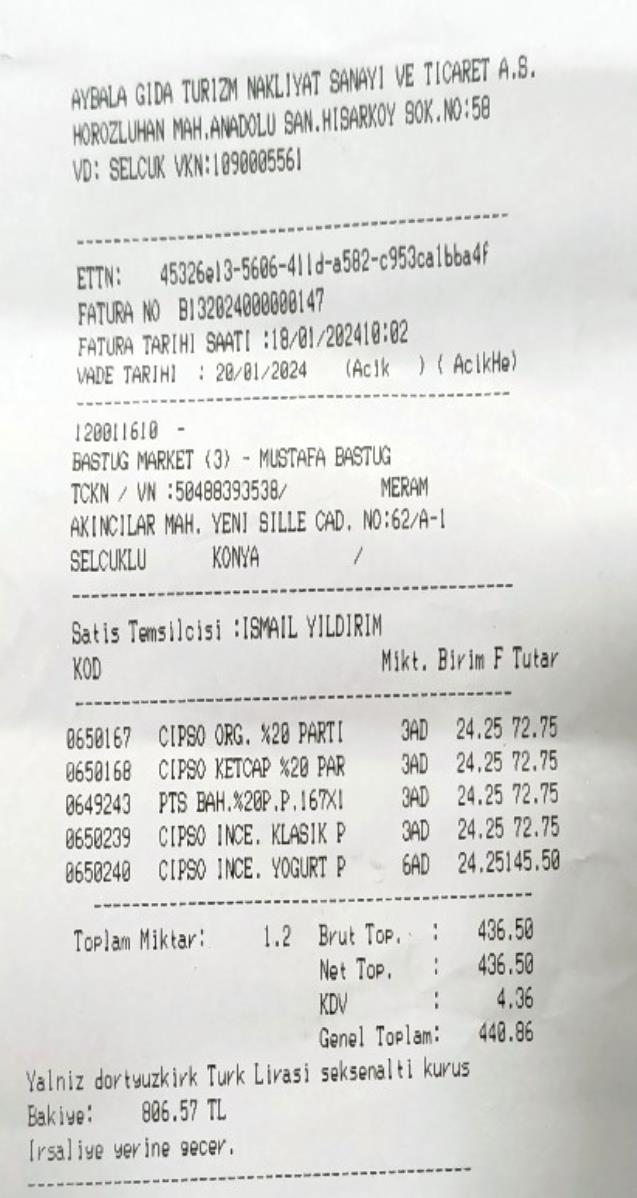 AYBALA GIDA TURIZM NAKLIYAT SANAYI VE TICARET A.S.
HOROZLUHAN MAH.ANADOLU SAN.HISARKOY SOK.NO:58
VD: SELCUK VKN:1090005561
ETTN: 45326e13-5606-411d-a582-c953ca1bba4f
FATURA NO B132024000000147
FATURA TARIHI SAATI :18/01/202410:02
VADE TARIHI : 20/01/2024 (Acik ) ( AcikHe)
120011610 -
BASTUG MARKET (3) - MUSTAFA BASTUG
TCKN / VN :50488393538/ MERAM
AKINCILAR MAH. YENI SILLE CAD. NO:62/A-1
SELCUKLU KONYA /
Satis Temsilcisi :ISMAIL YILDIRIM
KOD Mikt. Birim F Tutar
0650167 CIPSO ORG. %20 PARTI 3AD 24.25 72.75
0650168 CIPSO KETCAP %20 PAR 3AD 24.25 72.75
0649243 PTS BAH.%20P.P.167X1 3AD 24.25 72.75
0650239 CIPSO INCE. KLASIK P 3AD 24.25 72.75
0650240 CIPSO INCE. YOGURT P 6AD 24.25145.50
Toplam Miktar: 1.2 Brut Top. : 436.50
Net Top. : 436.50
KDV : 4.36
Genel Toplam: 440.86
Yalniz dortyuzkirk Turk Lirasi seksenalti kurus
Bakiye: 806.57 TL
Irsaliye yerine gecer.